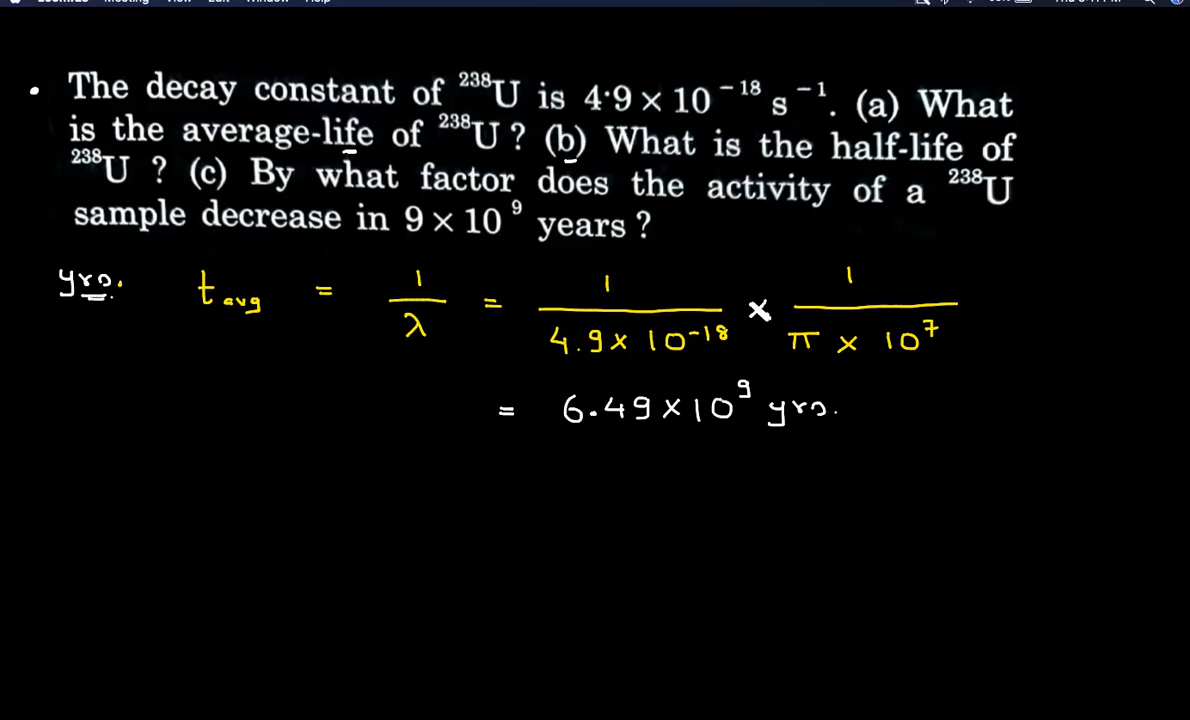 . The decay constant of ²³⁸U is 4·9 × 10⁻¹⁸ s⁻¹. (a) What
is the average-life of ²³⁸U ? (b) What is the half-life of
²³⁸U ? (c) By what factor does the activity of a ²³⁸U
sample decrease in 9 × 10⁹ years ?
yrs. t avg = 1/λ = 1/(4.9 × 10⁻¹⁸) × 1/(π × 10⁷)
= 6.49 × 10⁹ yrs.